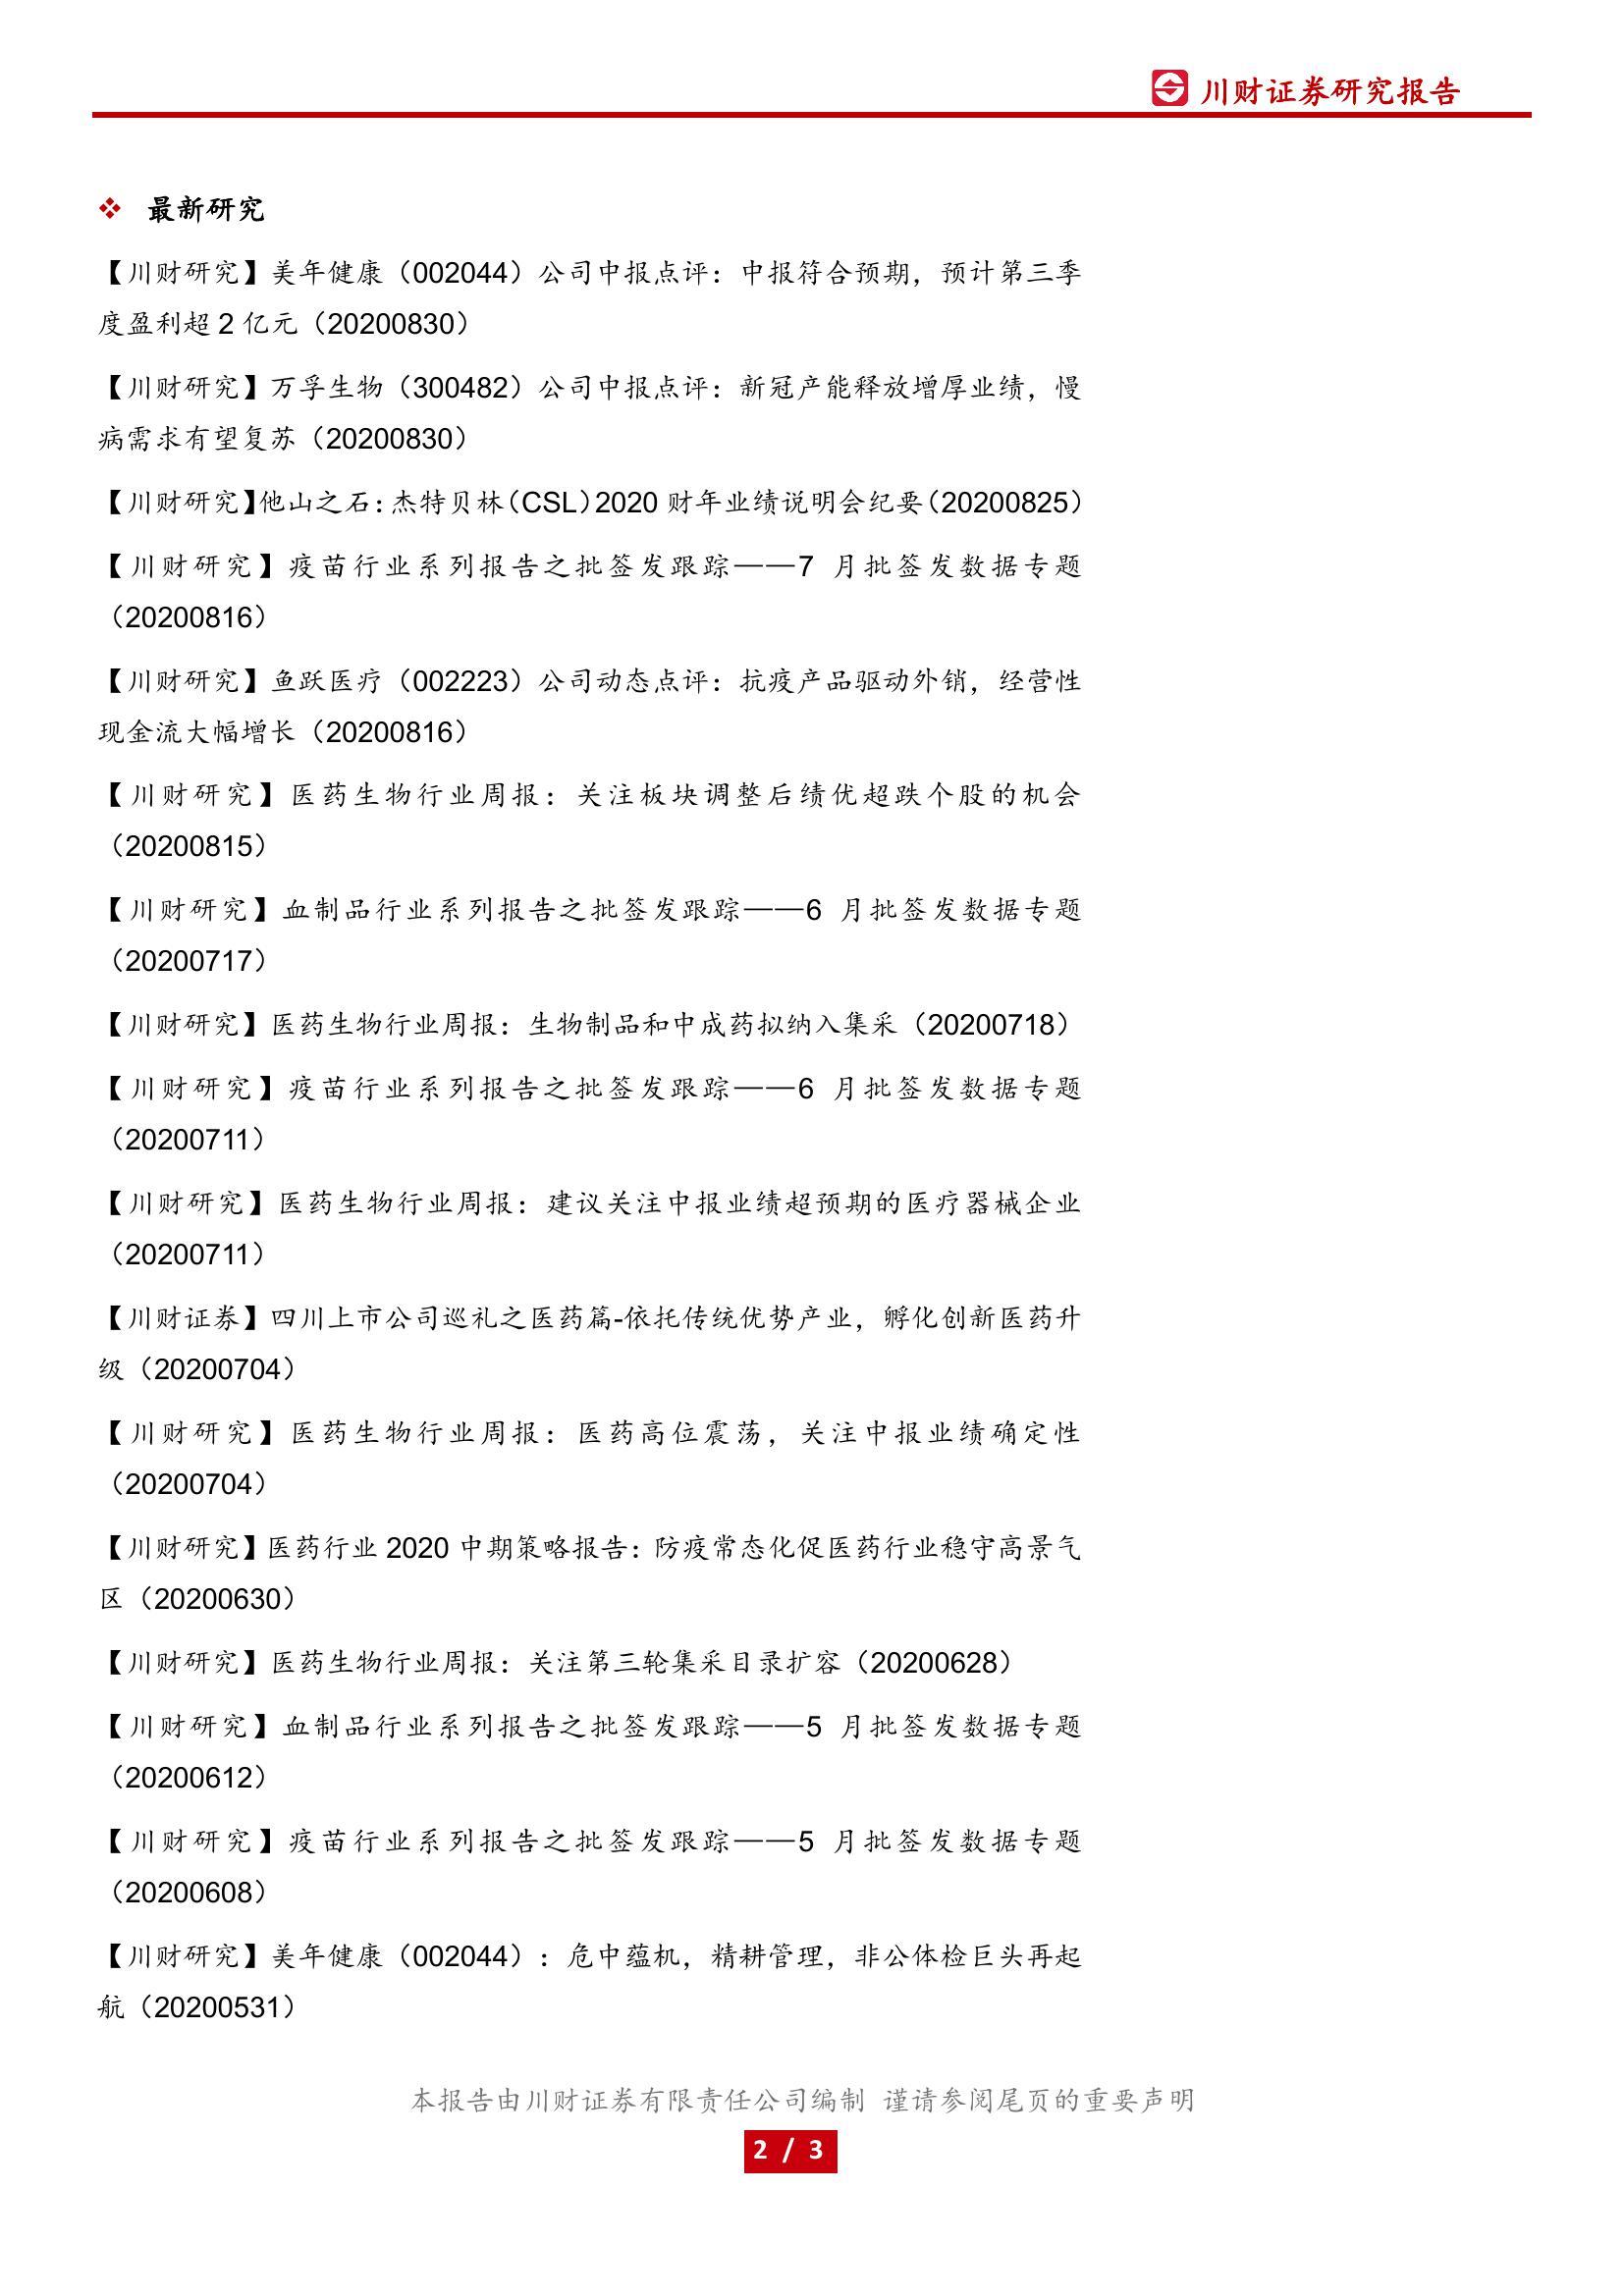 川财证券研究报告
❖ 最新研究
【川财研究】美年健康（002044）公司中报点评：中报符合预期，预计第三季
度盈利超 2 亿元（20200830）
【川财研究】万孚生物（300482）公司中报点评：新冠产能释放增厚业绩，慢
病需求有望复苏（20200830）
【川财研究】他山之石：杰特贝林（CSL）2020 财年业绩说明会纪要（20200825）
【川财研究】疫苗行业系列报告之批签发跟踪——7 月批签发数据专题
（20200816）
【川财研究】鱼跃医疗（002223）公司动态点评：抗疫产品驱动外销，经营性
现金流大幅增长（20200816）
【川财研究】医药生物行业周报：关注板块调整后绩优超跌个股的机会
（20200815）
【川财研究】血制品行业系列报告之批签发跟踪——6 月批签发数据专题
（20200717）
【川财研究】医药生物行业周报：生物制品和中成药拟纳入集采（20200718）
【川财研究】疫苗行业系列报告之批签发跟踪——6 月批签发数据专题
（20200711）
【川财研究】医药生物行业周报：建议关注中报业绩超预期的医疗器械企业
（20200711）
【川财证券】四川上市公司巡礼之医药篇-依托传统优势产业，孵化创新医药升
级（20200704）
【川财研究】医药生物行业周报：医药高位震荡，关注中报业绩确定性
（20200704）
【川财研究】医药行业 2020 中期策略报告：防疫常态化促医药行业稳守高景气
区（20200630）
【川财研究】医药生物行业周报：关注第三轮集采目录扩容（20200628）
【川财研究】血制品行业系列报告之批签发跟踪——5 月批签发数据专题
（20200612）
【川财研究】疫苗行业系列报告之批签发跟踪——5 月批签发数据专题
（20200608）
【川财研究】美年健康（002044）：危中蕴机，精耕管理，非公体检巨头再起
航（20200531）
本报告由川财证券有限责任公司编制 谨请参阅尾页的重要声明
2 / 3